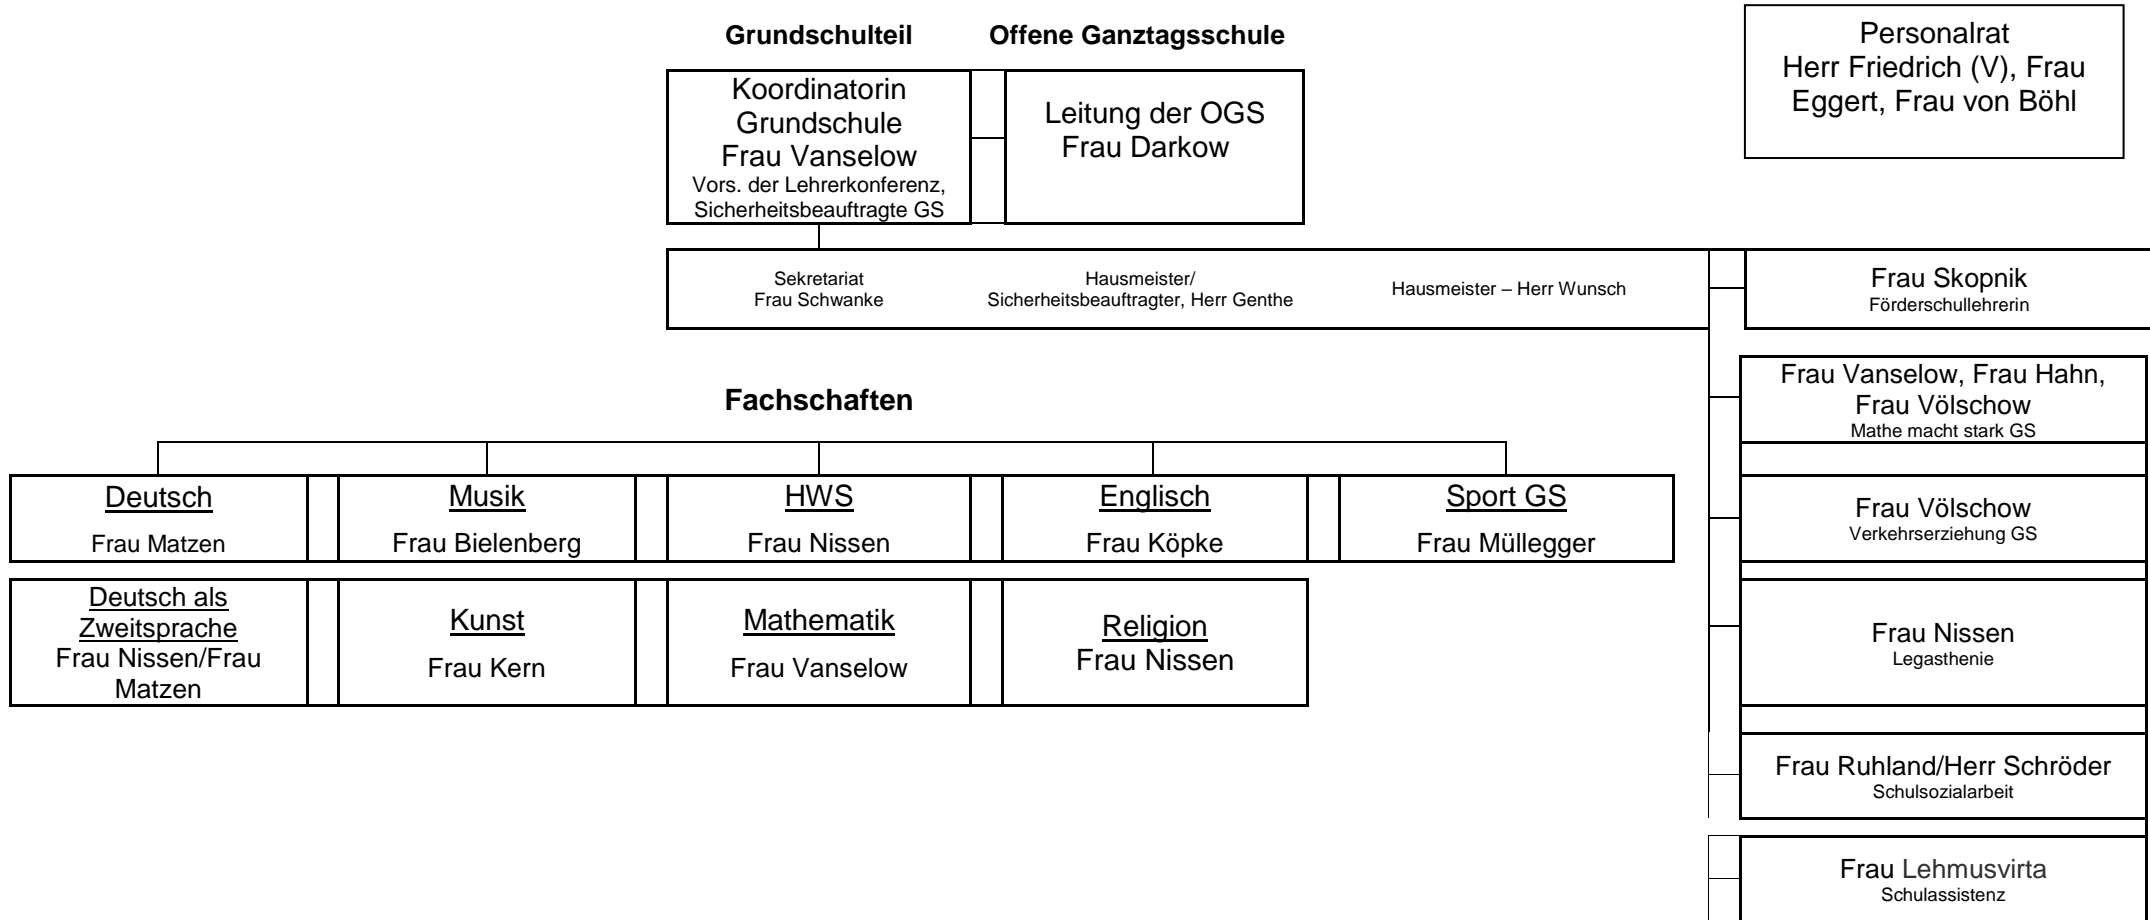 Grundschulteil
Offene Ganztagsschule
Personalrat
Herr Friedrich (V), Frau
Eggert, Frau von Böhl
Koordinatorin
Grundschule
Frau Vanselow
Vors. der Lehrerkonferenz,
Sicherheitsbeauftragte GS
Leitung der OGS
Frau Darkow
Sekretariat
Frau Schwanke
Hausmeister/
Sicherheitsbeauftragter, Herr Genthe
Hausmeister – Herr Wunsch
Frau Skopnik
Förderschullehrerin
Frau Vanselow, Frau Hahn,
Frau Völschow
Mathe macht stark GS
Fachschaften
Deutsch
Frau Matzen
Musik
Frau Bielenberg
HWS
Frau Nissen
Englisch
Frau Köpke
Sport GS
Frau Müllegger
Frau Völschow
Verkehrserziehung GS
Deutsch als
Zweitsprache
Frau Nissen/Frau
Matzen
Kunst
Frau Kern
Mathematik
Frau Vanselow
Religion
Frau Nissen
Frau Nissen
Legasthenie
Frau Ruhland/Herr Schröder
Schulsozialarbeit
Frau Lehmusvirta
Schulassistenz